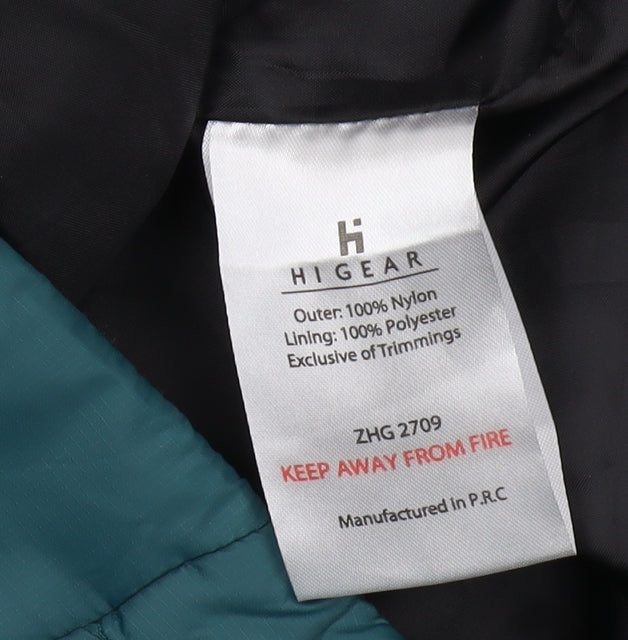 HIGEAR
Outer: 100% Nylon
Lining: 100% Polyester
Exclusive of Trimmings
ZHG 2709
KEEP AWAY FROM FIRE
Manufactured in P.R.C